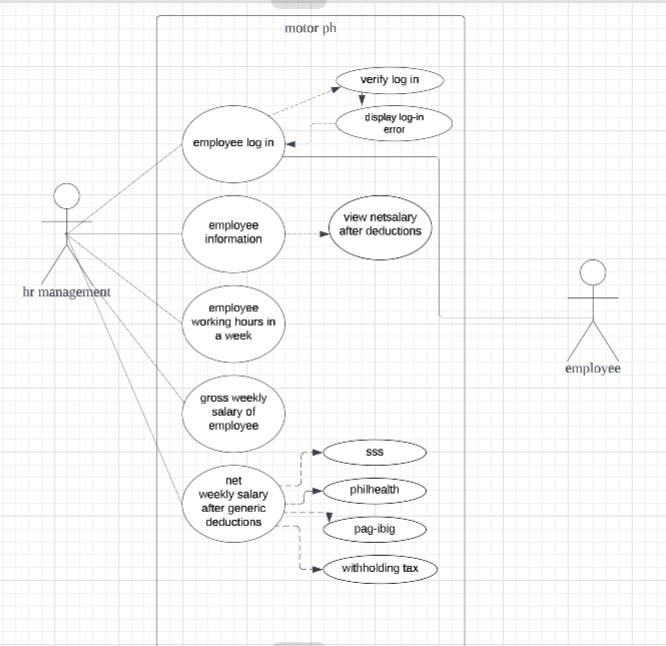 motor ph
verify log in
display log-in
error
employee log in
employee
information
view netsalary
after deductions
hr management
employee
working hours in
a week
employee
gross weekly
salary of
employee
net
weekly salary
after generic
deductions
sss
philhealth
pag-ibig
withholding tax